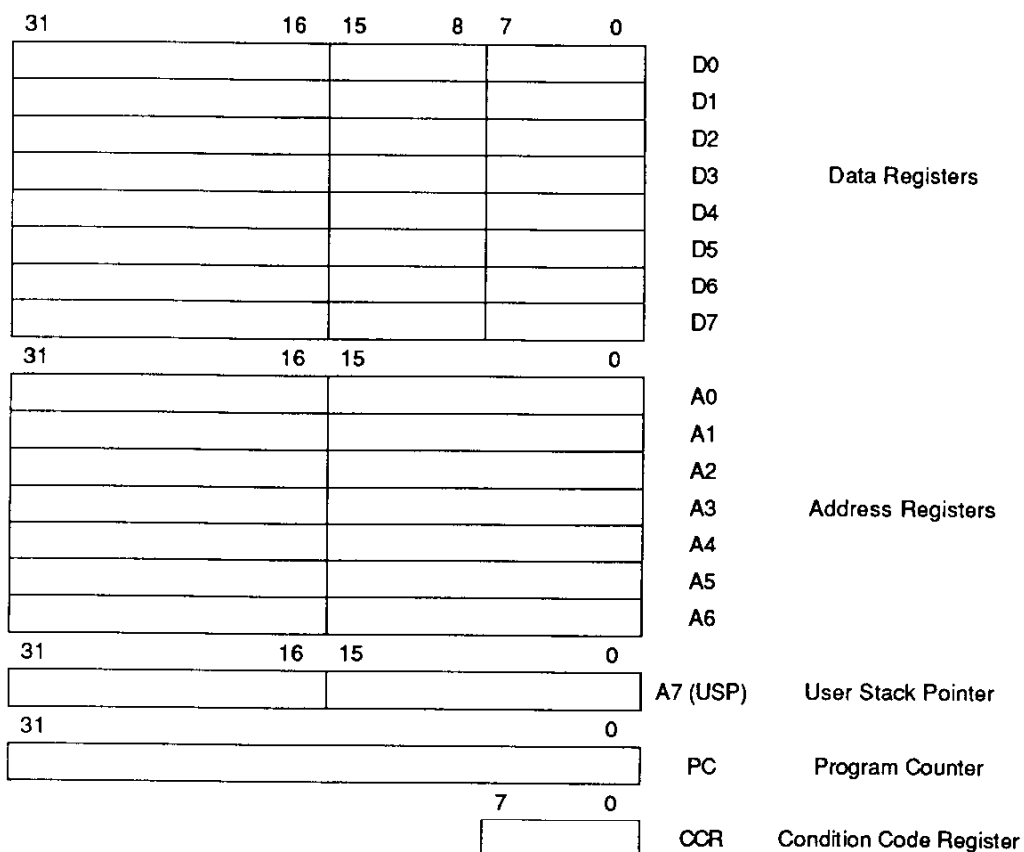 31 16 15 8 7 0
D0
D1
D2
D3 Data Registers
D4
D5
D6
D7
31 16 15 0
A0
A1
A2
A3 Address Registers
A4
A5
A6
31 16 15 0
A7 (USP) User Stack Pointer
31 0
PC Program Counter
7 0
CCR Condition Code Register